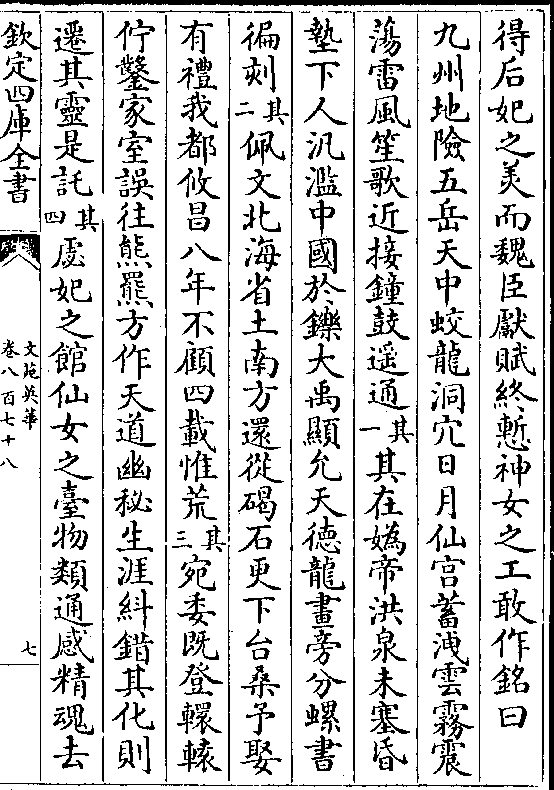 得后妃之美而魏臣獻賦終慙神女之工敢作銘曰
九州地險五岳天中蛟龍洞穴日月仙宫蓄洩雲霧震
蕩雷風笙歌近接鐘鼓遥通其一其在媯帝洪泉未塞昏
墊下人汎濫中國於鑠大禹顯允天德龍畫旁分螺書
徧刻其二佩文北海省土南方還從碣石更下台桑予娶
有禮我都攸昌八年不顧四載惟荒其三宛委既登轘轅
佇鑿家室誤往熊羆方作天道幽秘生涯糾錯其化則
遷其靈是託其四虙妃之館仙女之臺物類通感精魂去
欽定四庫全書
文苑英華
卷八百七十八
七